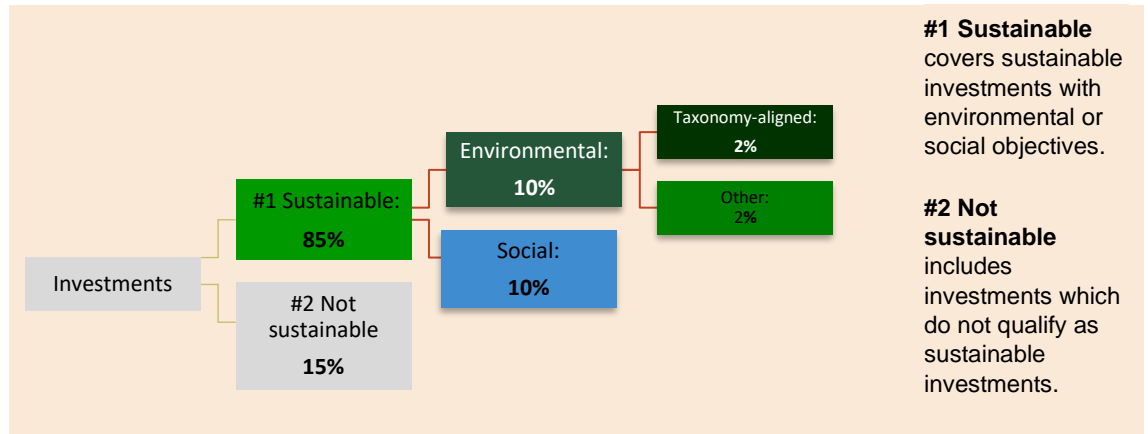 Investments
#1 Sustainable:
85%
#2 Not
sustainable
15%
Environmental:
10%
Social:
10%
Taxonomy-aligned:
2%
Other:
2%
#1 Sustainable
covers sustainable
investments with
environmental or
social objectives.
#2 Not
sustainable
includes
investments which
do not qualify as
sustainable
investments.